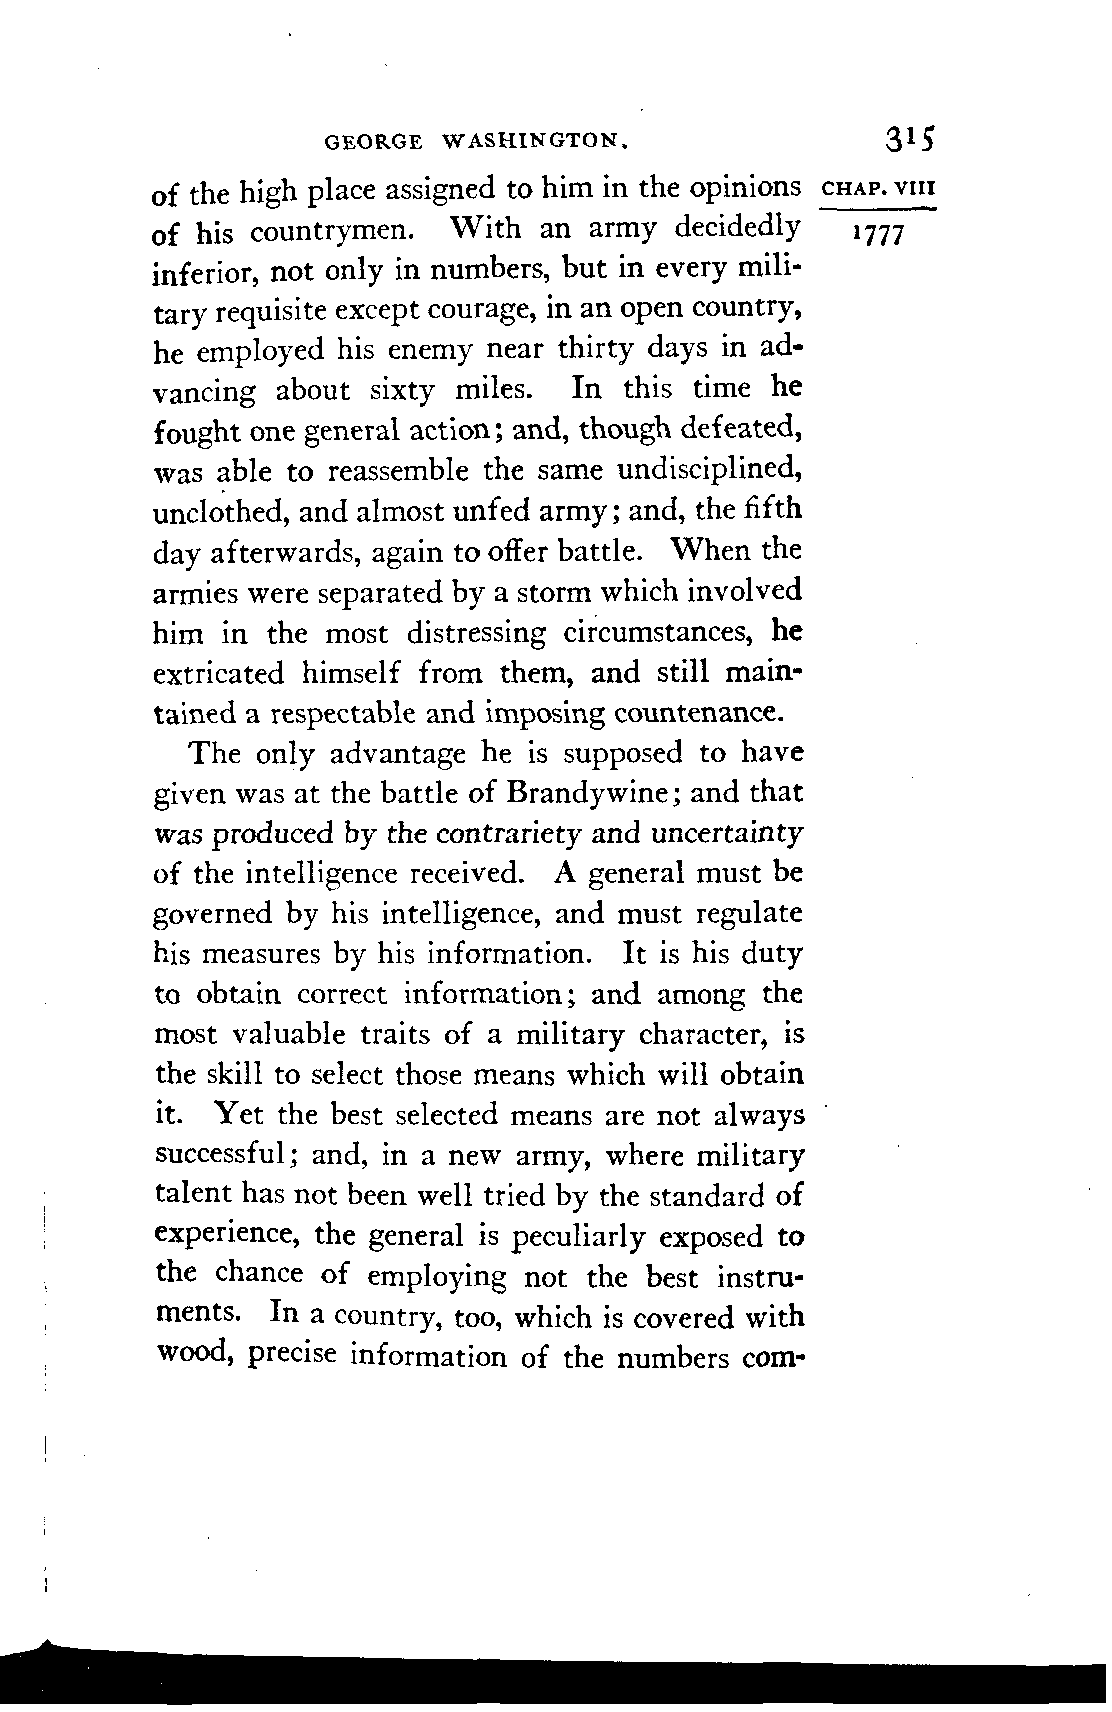 GEORGE WASHINGTON. 315
of the high place assigned to him in the opinions CHAP. VIII
of his countrymen. With an army decidedly 1777
inferior, not only in numbers, but in every mili-
tary requisite except courage, in an open country,
he employed his enemy near thirty days in ad-
vancing about sixty miles. In this time he
fought one general action; and, though defeated,
was able to reassemble the same undisciplined,
unclothed, and almost unfed army; and, the fifth
day afterwards, again to offer battle. When the
armies were separated by a storm which involved
him in the most distressing circumstances, he
extricated himself from them, and still main-
tained a respectable and imposing countenance.
The only advantage he is supposed to have
given was at the battle of Brandywine; and that
was produced by the contrariety and uncertainty
of the intelligence received. A general must be
governed by his intelligence, and must regulate
his measures by his information. It is his duty
to obtain correct information; and among the
most valuable traits of a military character, is
the skill to select those means which will obtain
it. Yet the best selected means are not always
successful; and, in a new army, where military
talent has not been well tried by the standard of
experience, the general is peculiarly exposed to
the chance of employing not the best instru-
ments. In a country, too, which is covered with
wood, precise information of the numbers com-